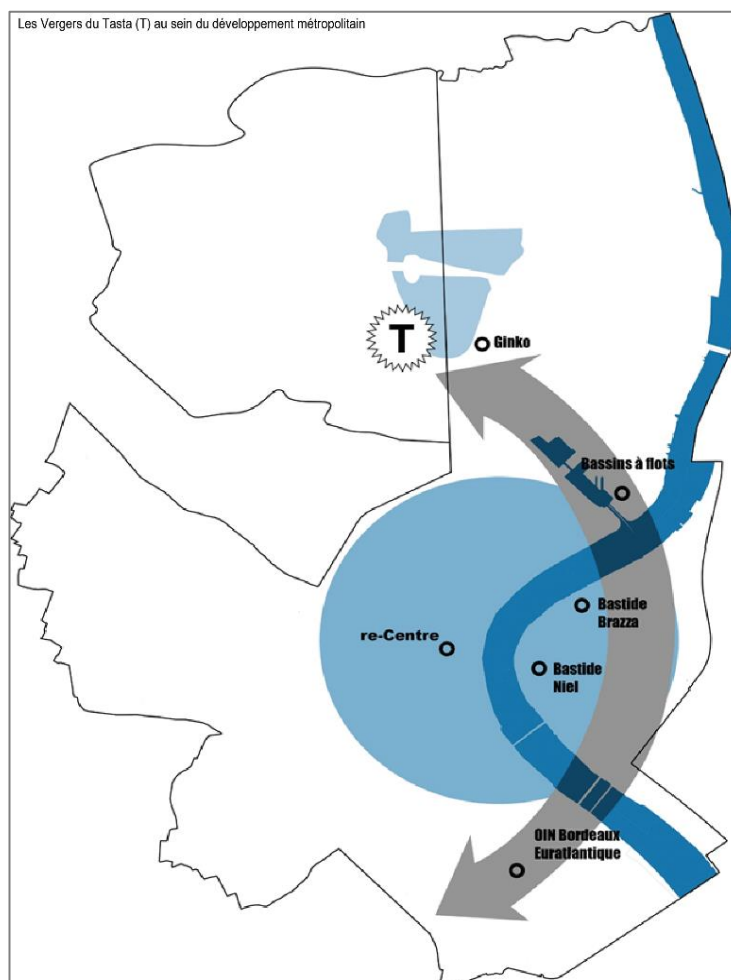 Les Vergers du Tasta (T) au sein du développement métropolitain
T
Ginko
Bassins à flots
Bastide
Brazza
re-Centre
Bastide
Niel
OIN Bordeaux
Euratlantique